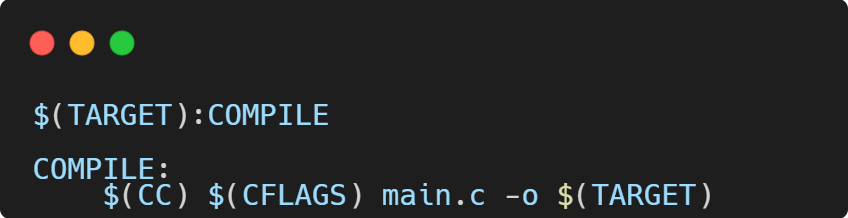 $(TARGET):COMPILE
COMPILE:
    $(CC) $(CFLAGS) main.c -o $(TARGET)